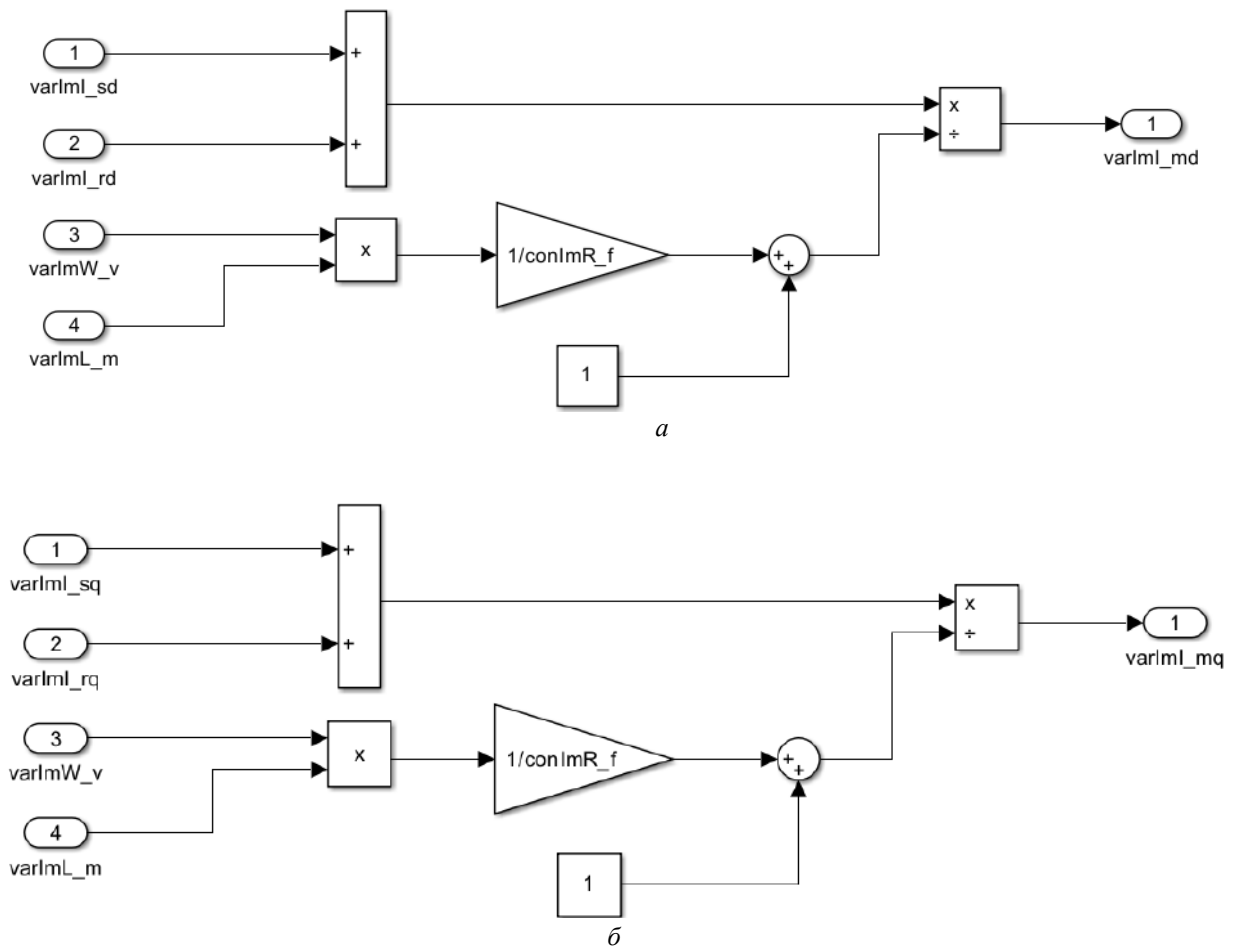 1
varImI_sd
+
2
varImI_rd
+
3
varImW_v
4
varImL_m
x
1/conImR_f
+
+
1
x
÷
1
varImI_md
а
1
varImI_sq
+
2
varImI_rq
+
3
varImW_v
4
varImL_m
x
1/conImR_f
+
+
1
x
÷
1
varImI_mq
б